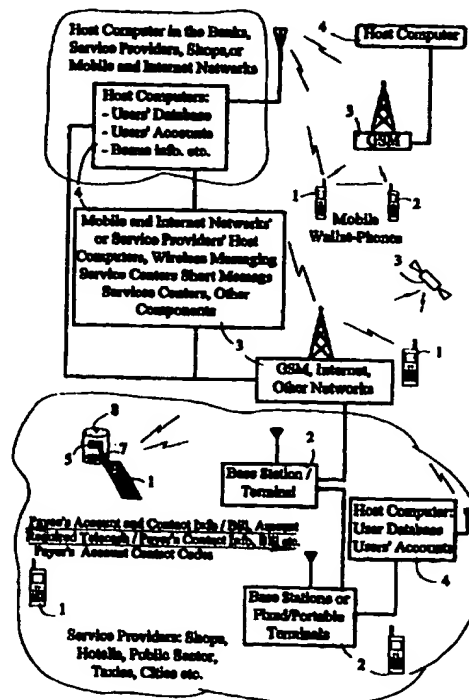 Host Computer in the Banks,
Service Providers, Shops, or
Mobile and Internet Networks
4
Host Computer
Host Computers:
- Users' Database
- Users' Accounts
- Bonus info. etc.
3
GSM
4
1
2
Mobile
Wallet-Phones
Mobile and Internet Networks'
or Service Providers' Host
Computers, Wireless Messaging
Service Centers Short Message
Services Centers, Other
Components
3
3
1
GSM, Internet,
Other Networks
8
5
7
1
2
Base Station /
Terminal
Host Computer:
User Database
Users' Accounts
4
Payer's Account and Contact Info / Bill, Amount
Required Telecash / Payer's Contact Info, Bill etc.
Payer's Account Contact Codes
1
Base Stations or
Fixed/Portable
Terminals
2
Service Providers: Shops,
Hotels, Public Sector,
Taxies, Cities etc.